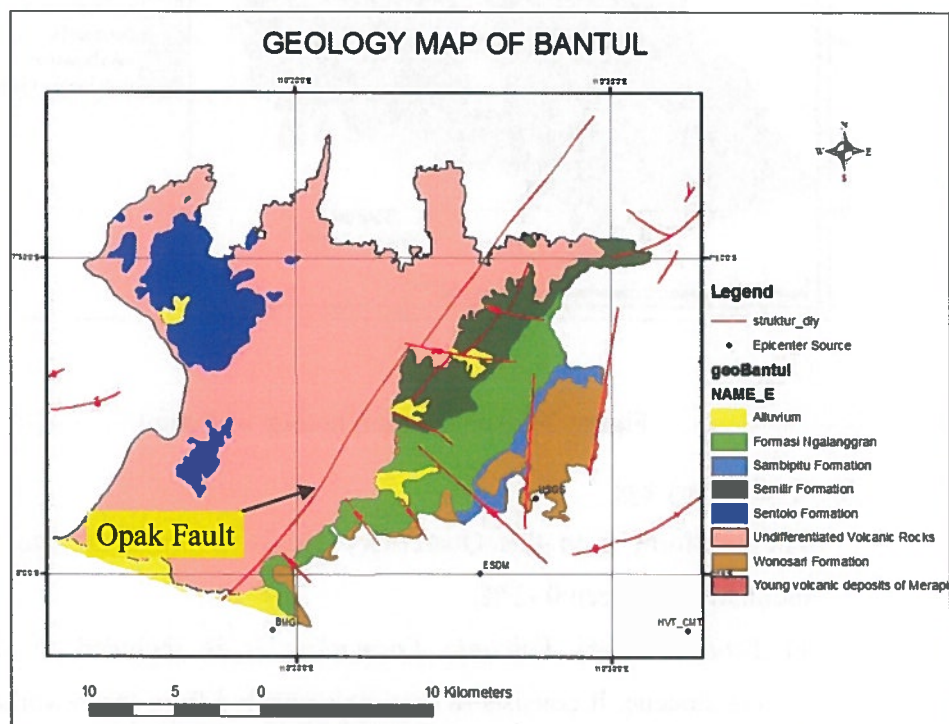 GEOLOGY MAP OF BANTUL
N
W E
S
Legend
struktur_diy
Epicenter Source
geoBantul
NAME_E
Alluvium
Formasi Ngalanggran
Sambipitu Formation
Semilir Formation
Sentolo Formation
Undifferentiated Volcanic Rocks
Wonosari Formation
Young volcanic deposits of Merapi
USGS
Opak Fault
ESDM
BMG
HVT_CMT
10 5 0 10 Kilometers